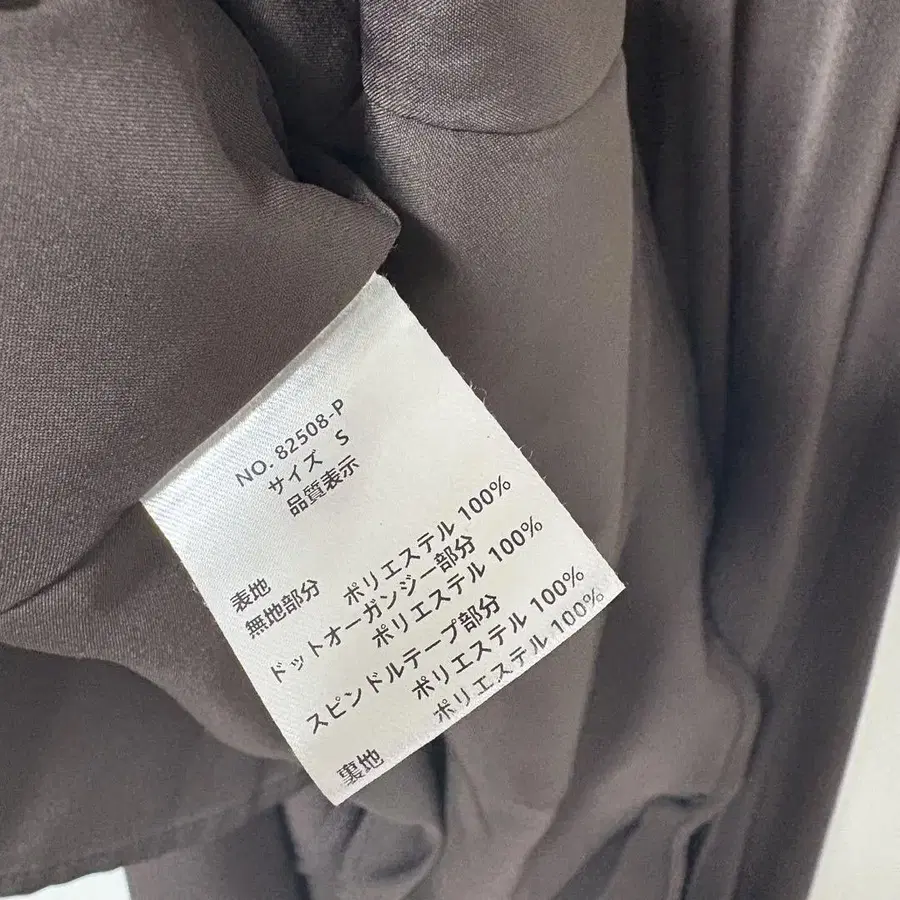 NO. 82508-P
サイズ S
品質表示
表地
無地部分 ポリエステル 100%
ドットオーガンジー部分
ポリエステル 100%
スピンドルテープ部分
ポリエステル 100%
裏地 ポリエステル 100%